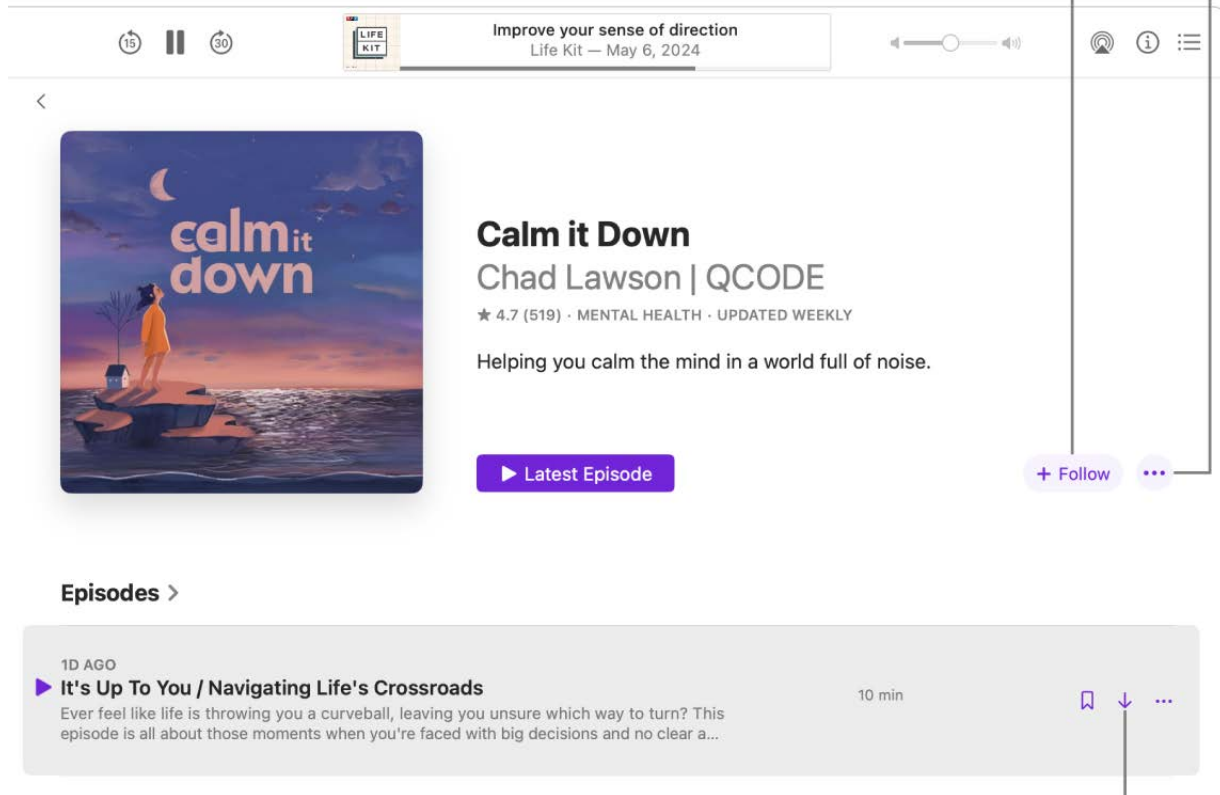 15
30
LIFE
KIT
Improve your sense of direction
Life Kit — May 6, 2024
calm it
down
Calm it Down
Chad Lawson | QCODE
★ 4.7 (519) · MENTAL HEALTH · UPDATED WEEKLY
Helping you calm the mind in a world full of noise.
Latest Episode
+ Follow
Episodes >
1D AGO
It's Up To You / Navigating Life's Crossroads
10 min
Ever feel like life is throwing you a curveball, leaving you unsure which way to turn? This
episode is all about those moments when you're faced with big decisions and no clear a...